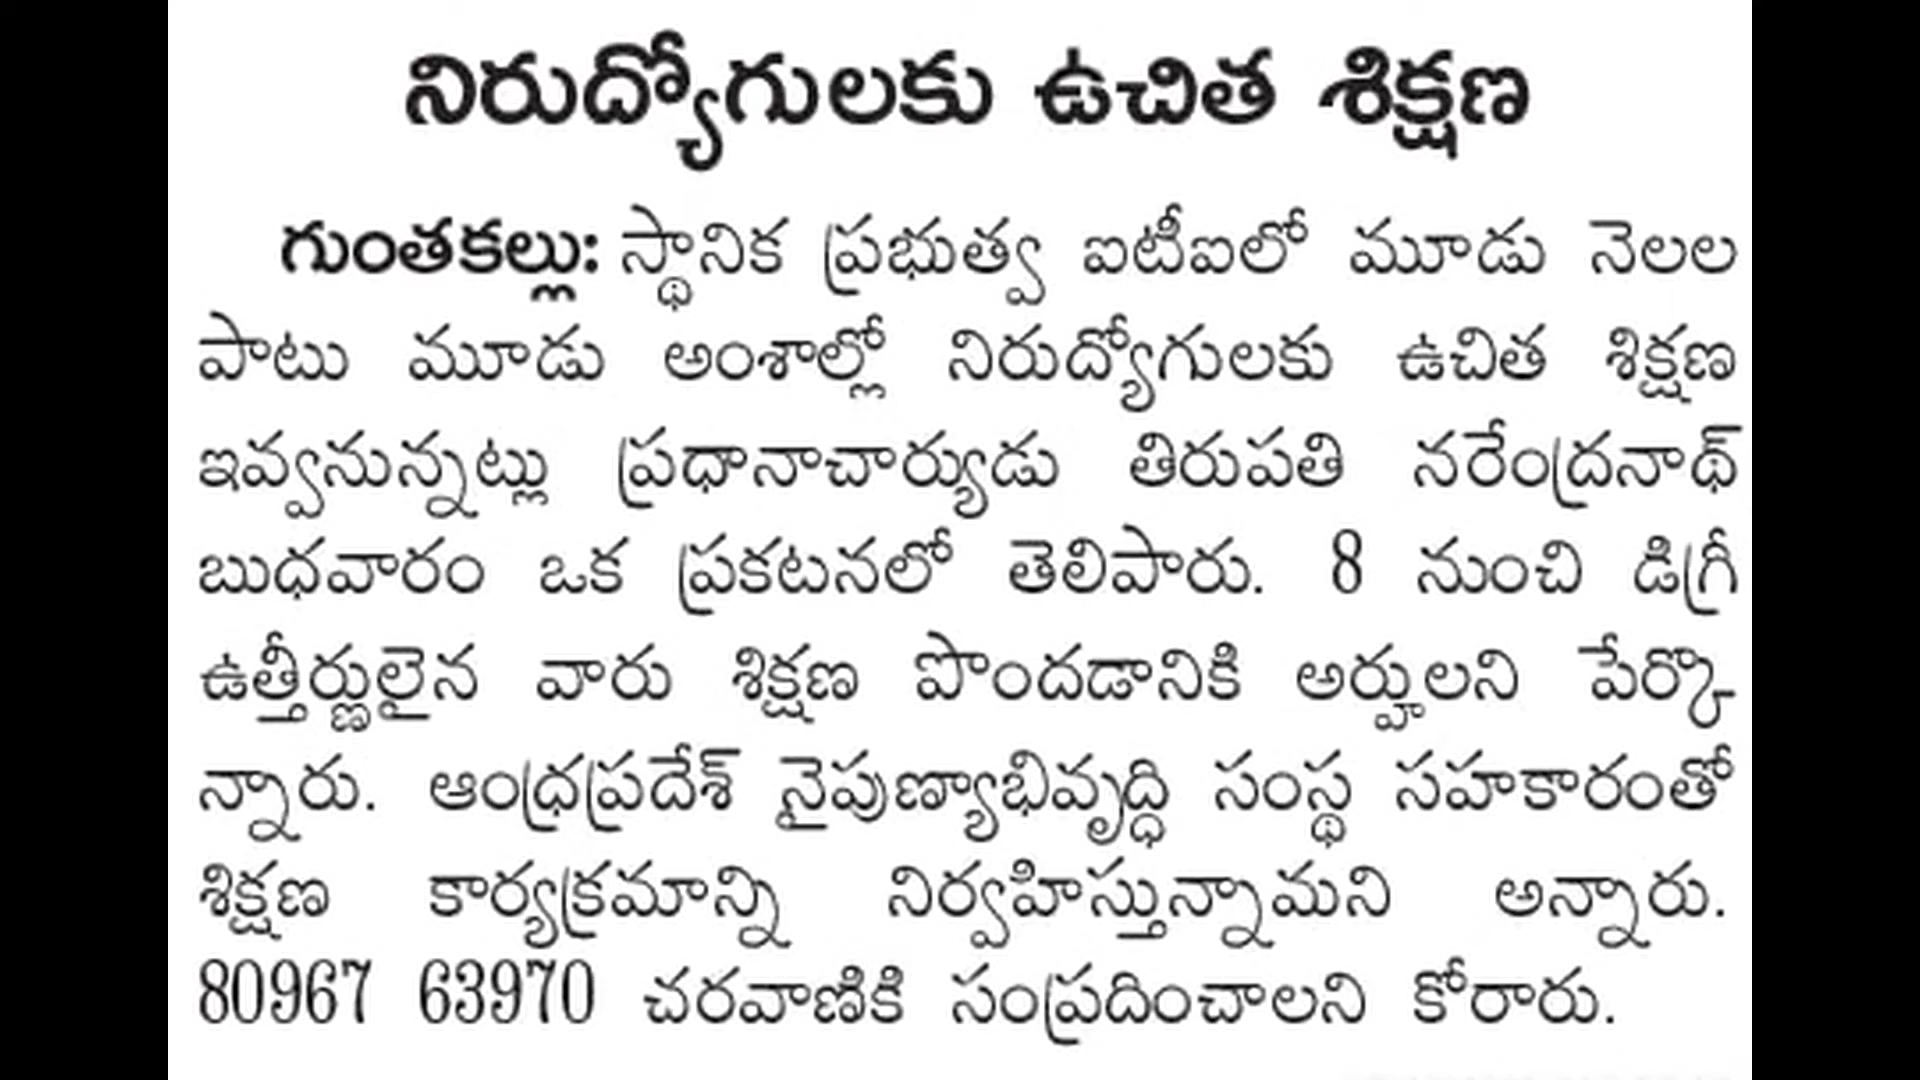 నిరుద్యోగులకు ఉచిత శిక్షణ
గుంతకల్లు: స్థానిక ప్రభుత్వ ఐటీఐలో మూడు నెలల
పాటు మూడు అంశాల్లో నిరుద్యోగులకు ఉచిత శిక్షణ
ఇవ్వనున్నట్లు ప్రధానాచార్యుడు తిరుపతి నరేంద్రనాథ్
బుధవారం ఒక ప్రకటనలో తెలిపారు. 8 నుంచి డిగ్రీ
ఉత్తీర్ణులైన వారు శిక్షణ పొందడానికి అర్హులని పేర్కొ
న్నారు. ఆంధ్రప్రదేశ్ నైపుణ్యాభివృద్ధి సంస్థ సహకారంతో
శిక్షణ కార్యక్రమాన్ని నిర్వహిస్తున్నామని అన్నారు.
80967 63970 చరవాణికి సంప్రదించాలని కోరారు.